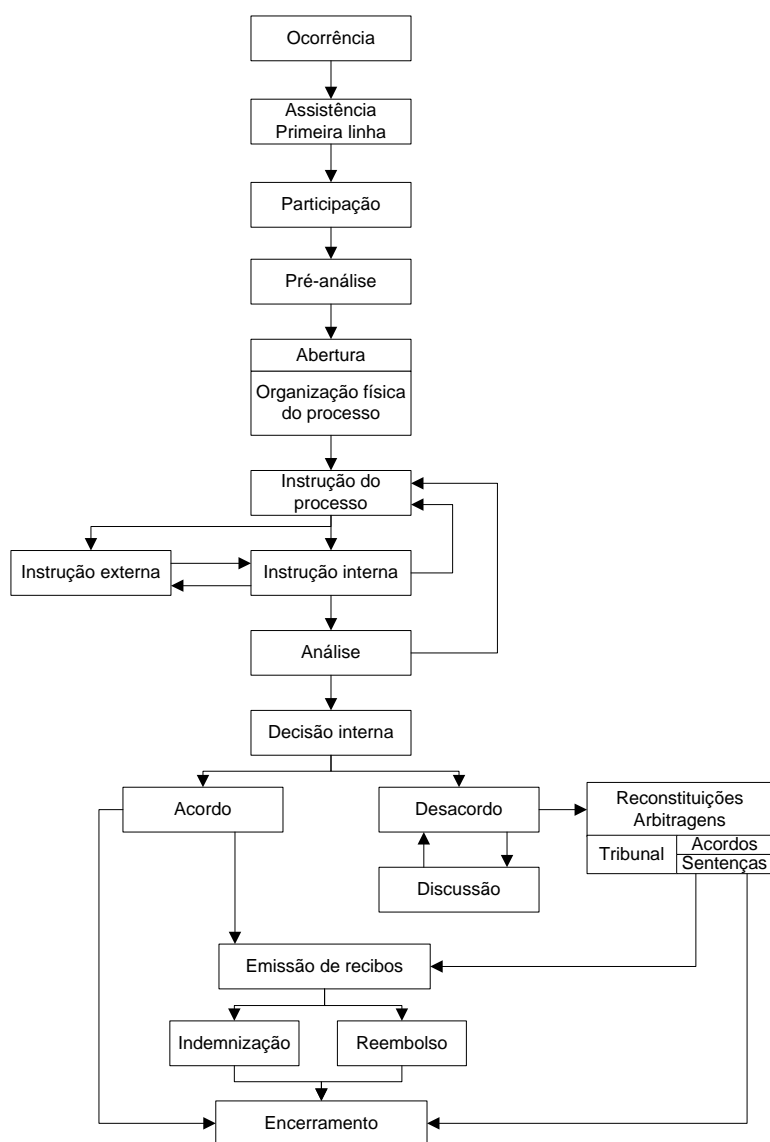 Ocorrência
Assistência
Primeira linha
Participação
Pré-análise
Abertura
Organização física
do processo
Instrução do
processo
Instrução externa
Instrução interna
Análise
Decisão interna
Acordo
Desacordo
Reconstituições
Arbitragens
Tribunal
Acordos
Sentenças
Discussão
Emissão de recibos
Indemnização
Reembolso
Encerramento